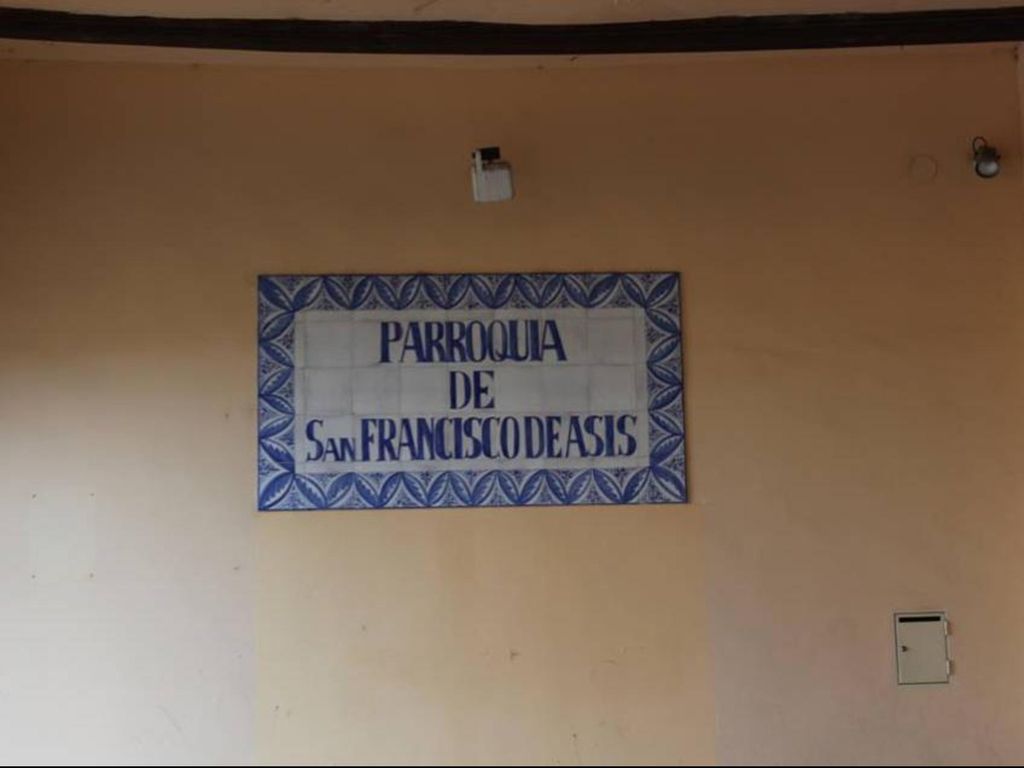 PARROQUIA
DE
SAN FRANCISCO DE ASIS